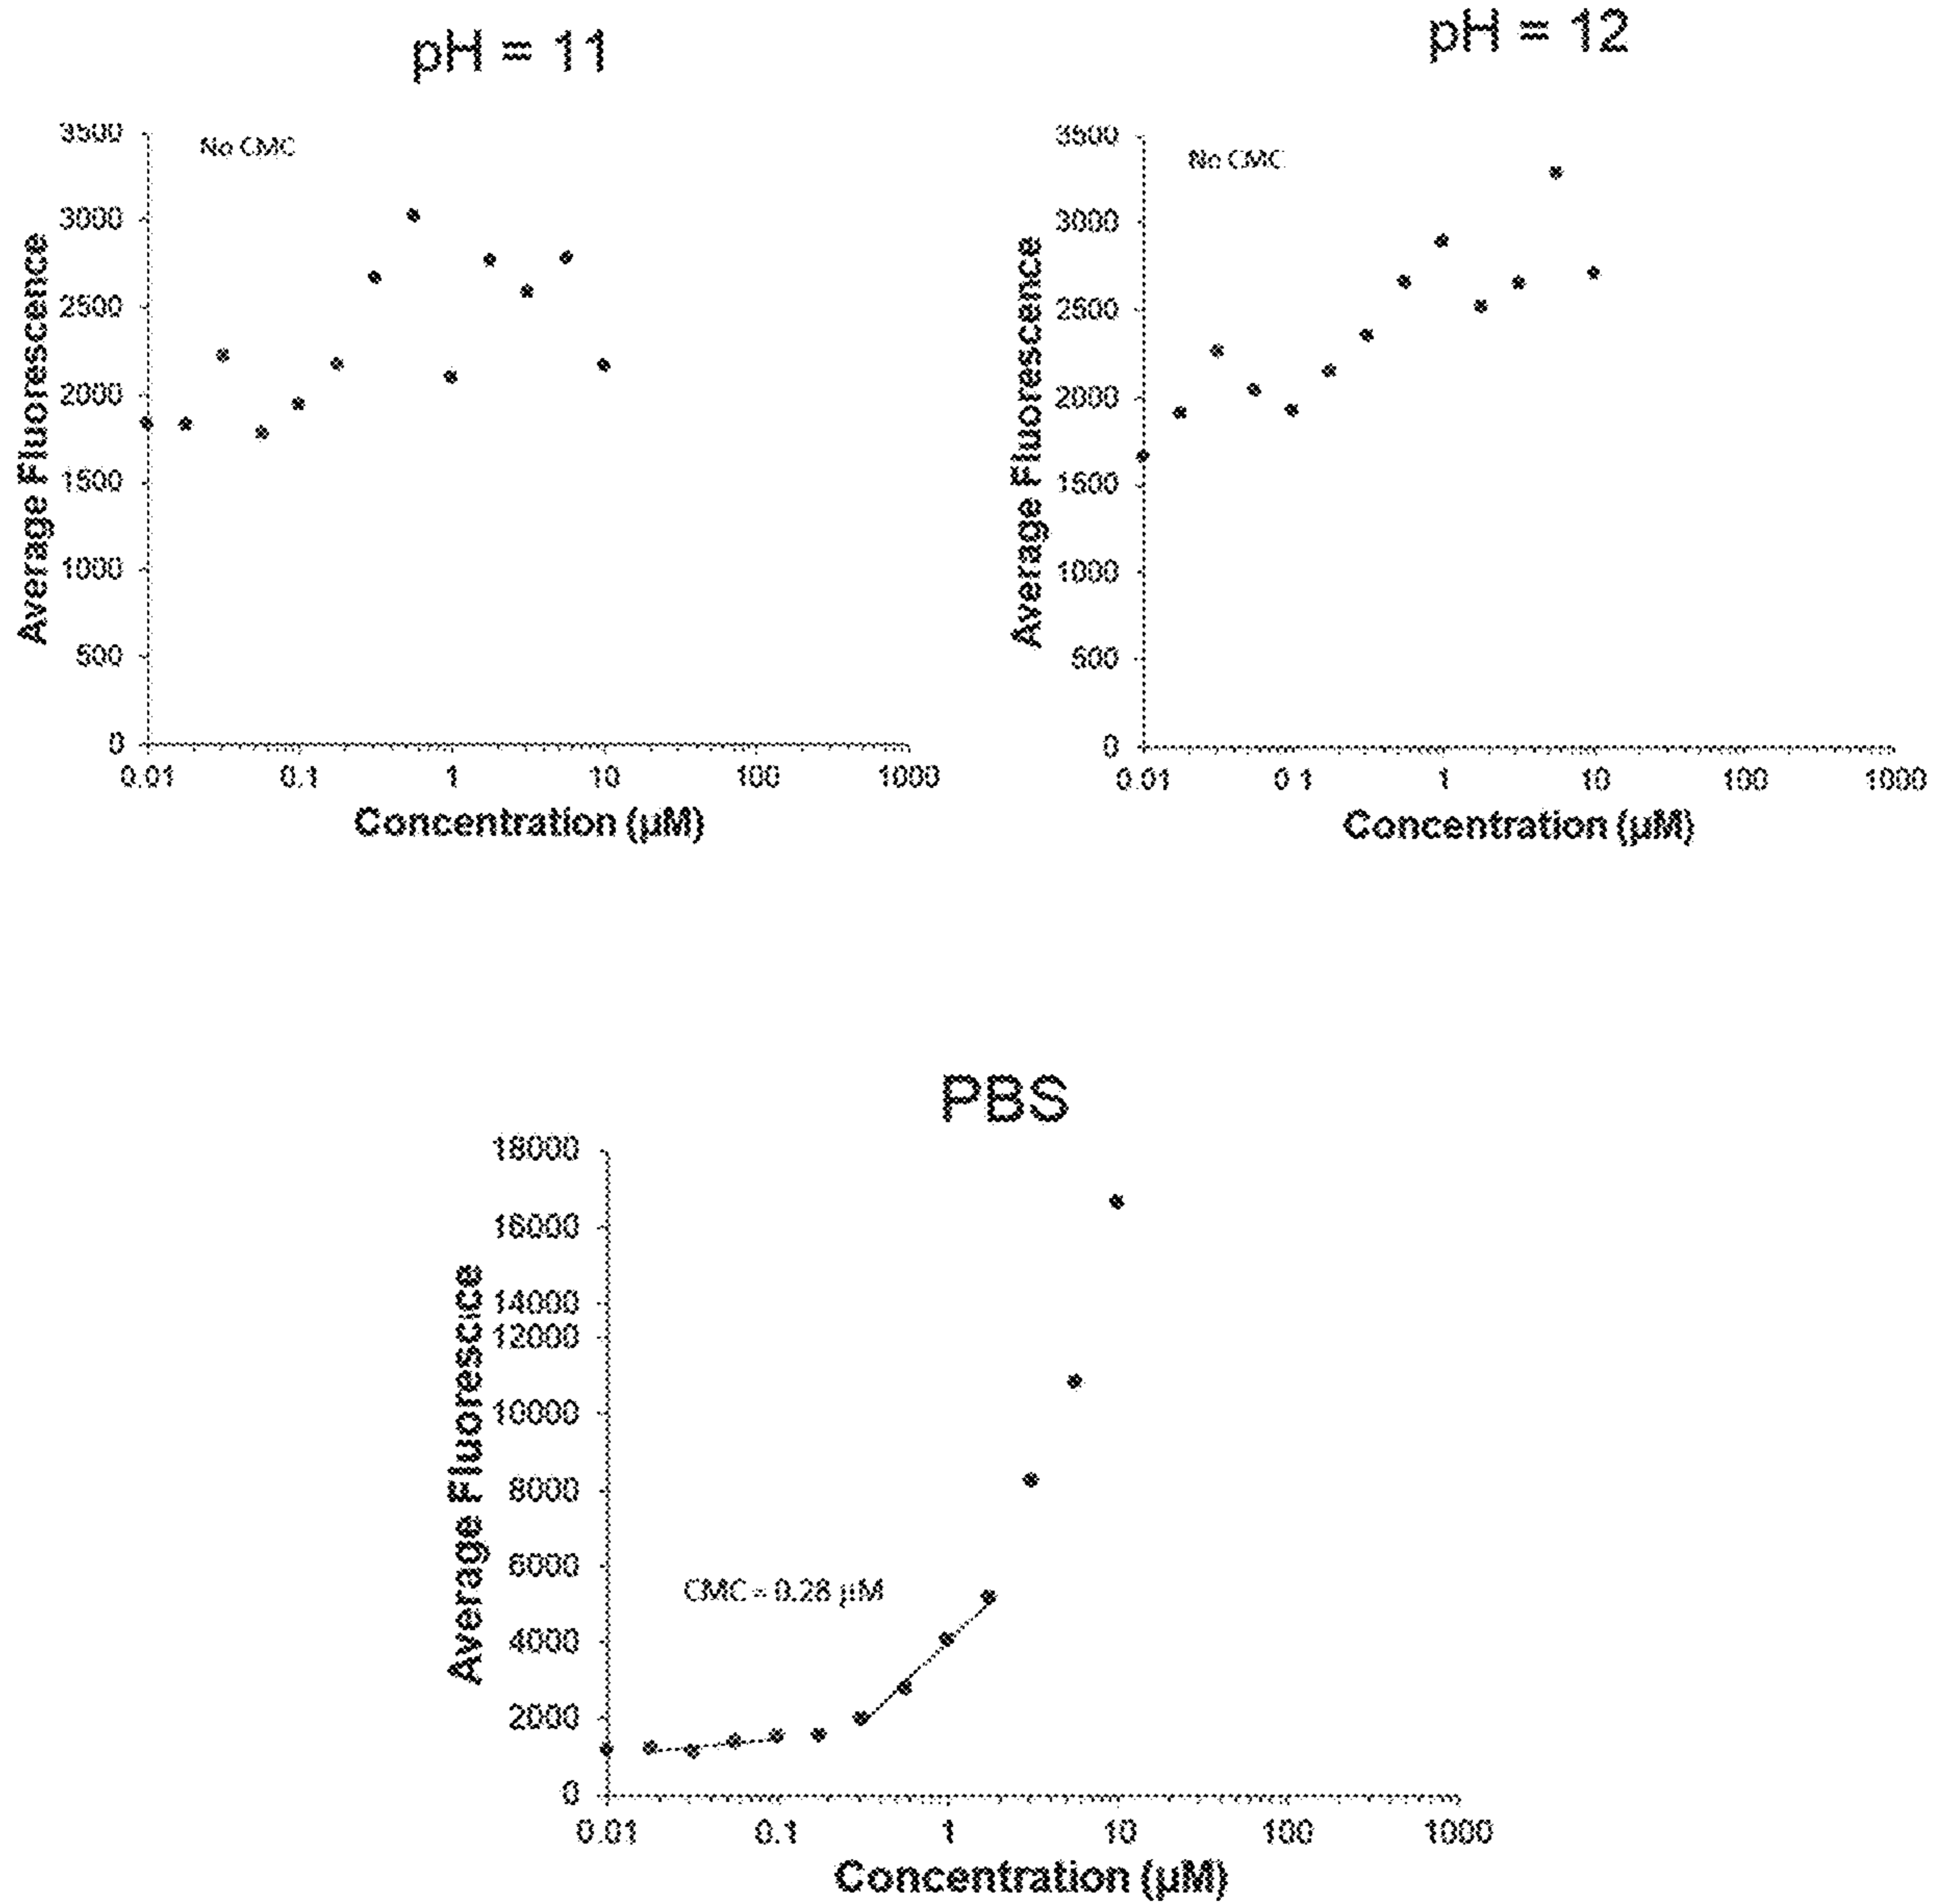 pH = 11
3500
No CMC
3000
2500
2000
1500
1000
500
0
Average Fluorescence
0.01 0.1 1 10 100 1000
Concentration (µM)
pH = 12
3500
No CMC
3000
2500
2000
1500
1000
500
0
Average Fluorescence
0.01 0.1 1 10 100 1000
Concentration (µM)
PBS
18000
16000
14000
12000
10000
8000
6000
4000
2000
0
Average Fluorescence
CMC = 0.28 µM
0.01 0.1 1 10 100 1000
Concentration (µM)